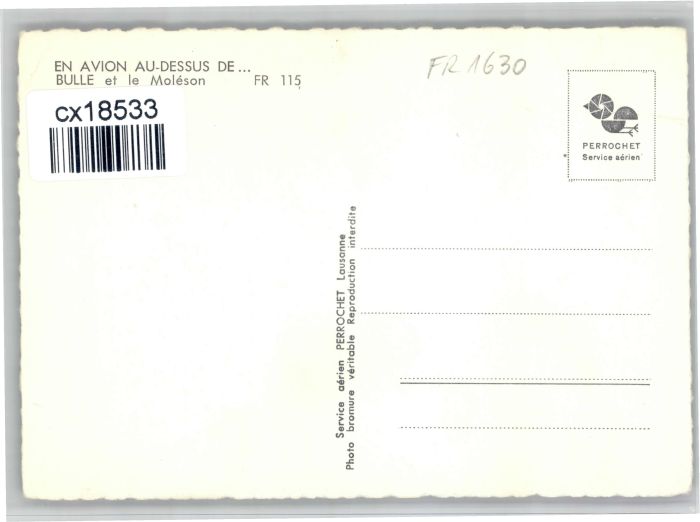 EN AVION AU-DESSUS DE...
BULLE et le Moléson FR 115
cx18533
FR 1630
PERROCHET
Service aérien
Service aérien PERROCHET Lausanne
Photo bromure véritable Reproduction interdite